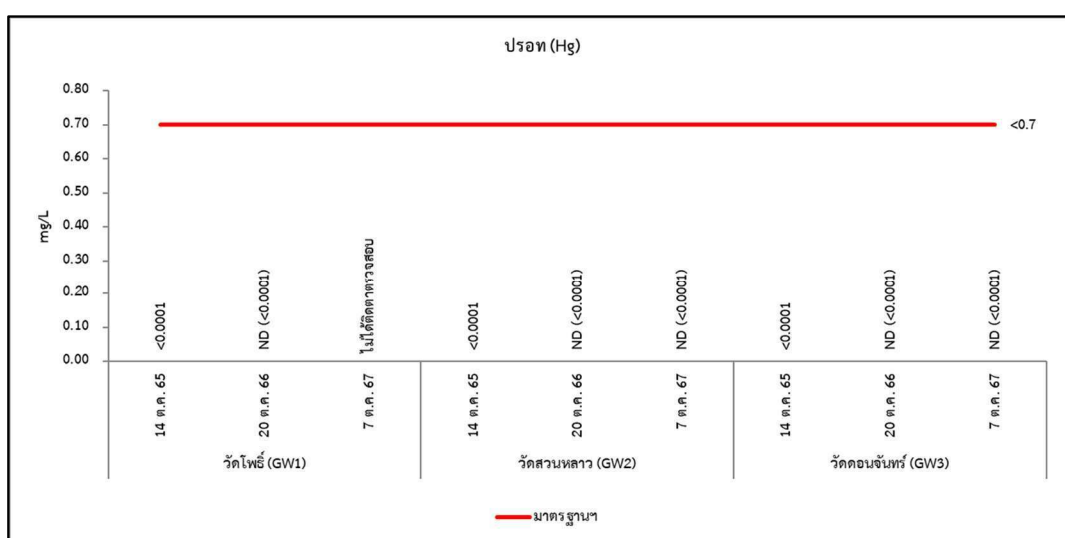 ปรอท (Hg)
mg/L
0.80
0.70
0.60
0.50
0.40
0.30
0.20
0.10
0.00
<0.7
<0.0001
ND (<0.0001)
ไม่ได้ติดตาตรวจสอบ
<0.0001
ND (<0.0001)
ND (<0.0001)
<0.0001
ND (<0.0001)
ND (<0.0001)
14 ต.ค. 65
20 ต.ค. 66
7 ต.ค. 67
14 ต.ค. 65
20 ต.ค. 66
7 ต.ค. 67
14 ต.ค. 65
20 ต.ค. 66
7 ต.ค. 67
วัดโพธิ์ (GW1)
วัดสวนหลาว (GW2)
วัดดอนจันทร์ (GW3)
มาตรฐานฯ